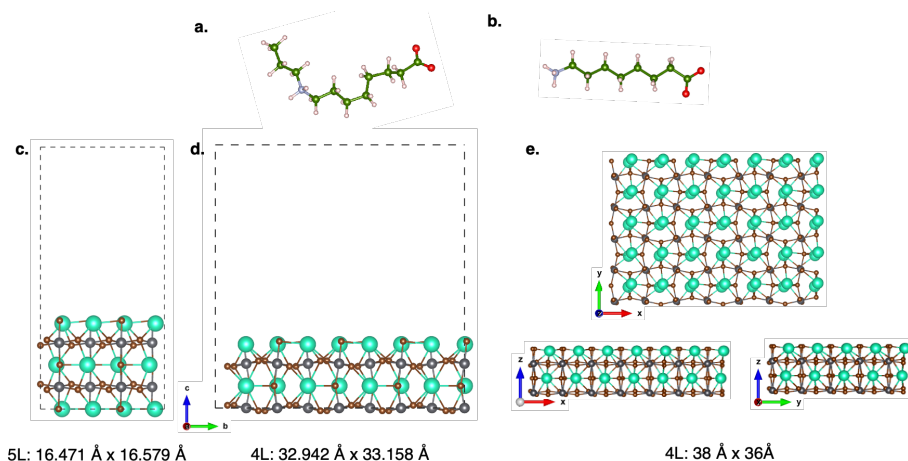 a.
b.
c.
d.
e.
y
x
c
b
z
x
z
y
5L: 16.471 Å x 16.579 Å
4L: 32.942 Å x 33.158 Å
4L: 38 Å x 36Å